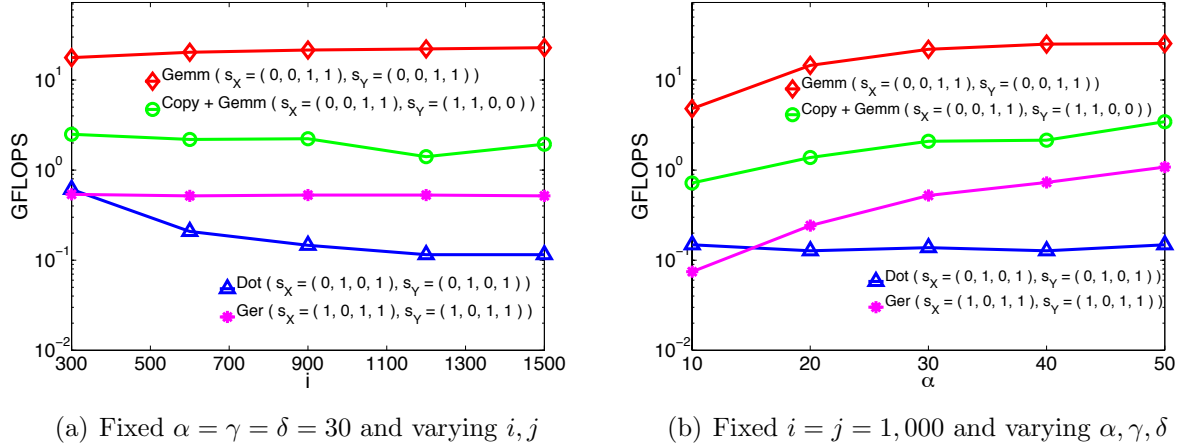 GFLOPS
10^1
10^0
10^-1
10^-2
Gemm ( s_X = ( 0, 0, 1, 1 ), s_Y = ( 0, 0, 1, 1 ) )
Copy + Gemm ( s_X = ( 0, 0, 1, 1 ), s_Y = ( 1, 1, 0, 0 ) )
Dot ( s_X = ( 0, 1, 0, 1 ), s_Y = ( 0, 1, 0, 1 ) )
Ger ( s_X = ( 1, 0, 1, 1 ), s_Y = ( 1, 0, 1, 1 ) )
300 500 700 900 1100 1300 1500
i
(a) Fixed α = γ = δ = 30 and varying i, j
GFLOPS
10^1
10^0
10^-1
10^-2
Gemm ( s_X = ( 0, 0, 1, 1 ), s_Y = ( 0, 0, 1, 1 ) )
Copy + Gemm ( s_X = ( 0, 0, 1, 1 ), s_Y = ( 1, 1, 0, 0 ) )
Dot ( s_X = ( 0, 1, 0, 1 ), s_Y = ( 0, 1, 0, 1 ) )
Ger ( s_X = ( 1, 0, 1, 1 ), s_Y = ( 1, 0, 1, 1 ) )
10 20 30 40 50
α
(b) Fixed i = j = 1,000 and varying α, γ, δ